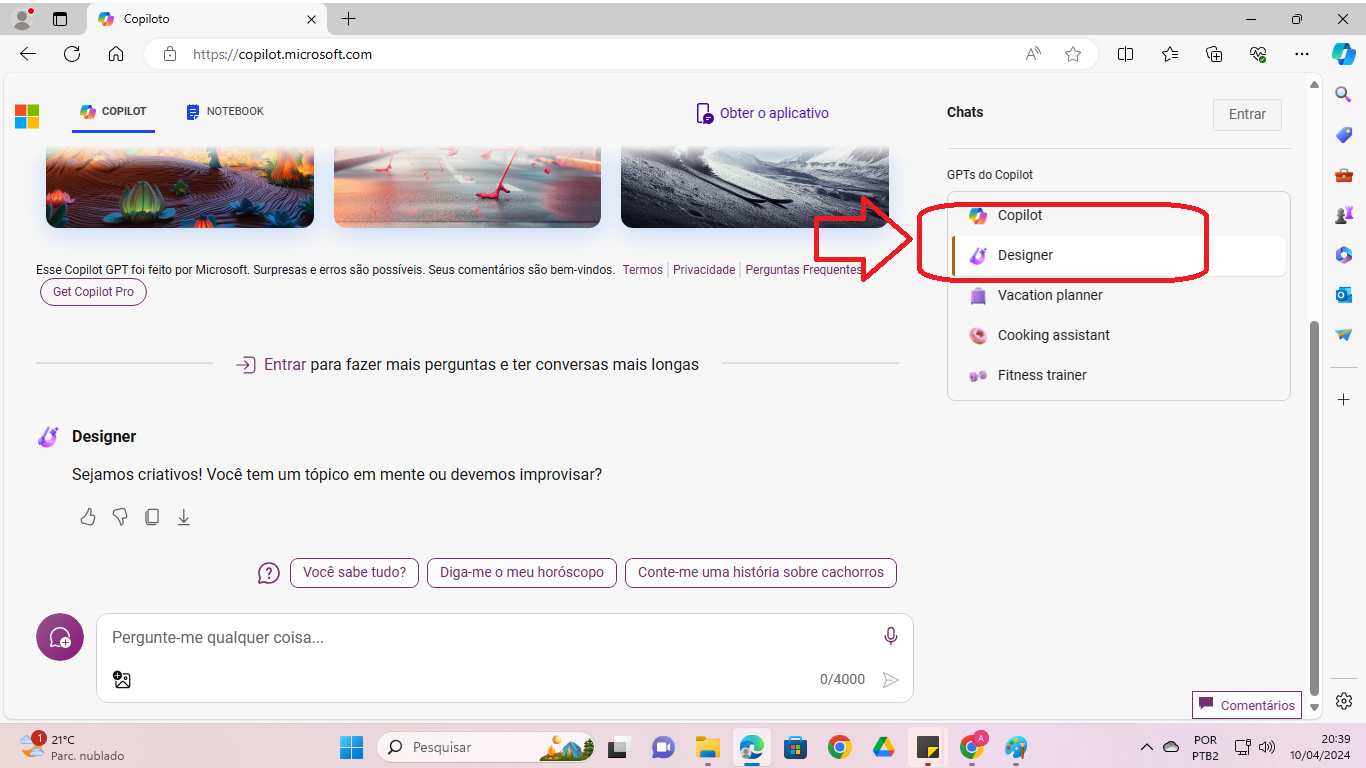 Copiloto
https://copilot.microsoft.com
COPILOT
NOTEBOOK
Obter o aplicativo
Chats
Entrar
GPTs do Copilot
Copilot
Designer
Vacation planner
Cooking assistant
Fitness trainer
Esse Copilot GPT foi feito por Microsoft. Surpresas e erros são possíveis. Seus comentários são bem-vindos. Termos Privacidade Perguntas Frequentes
Get Copilot Pro
Entrar para fazer mais perguntas e ter conversas mais longas
Designer
Sejamos criativos! Você tem um tópico em mente ou devemos improvisar?
Você sabe tudo?
Diga-me o meu horóscopo
Conte-me uma história sobre cachorros
Pergunte-me qualquer coisa...
0/4000
Comentários
1
21°C
Parc. nublado
Pesquisar
A
POR
PTB2
20:39
10/04/2024